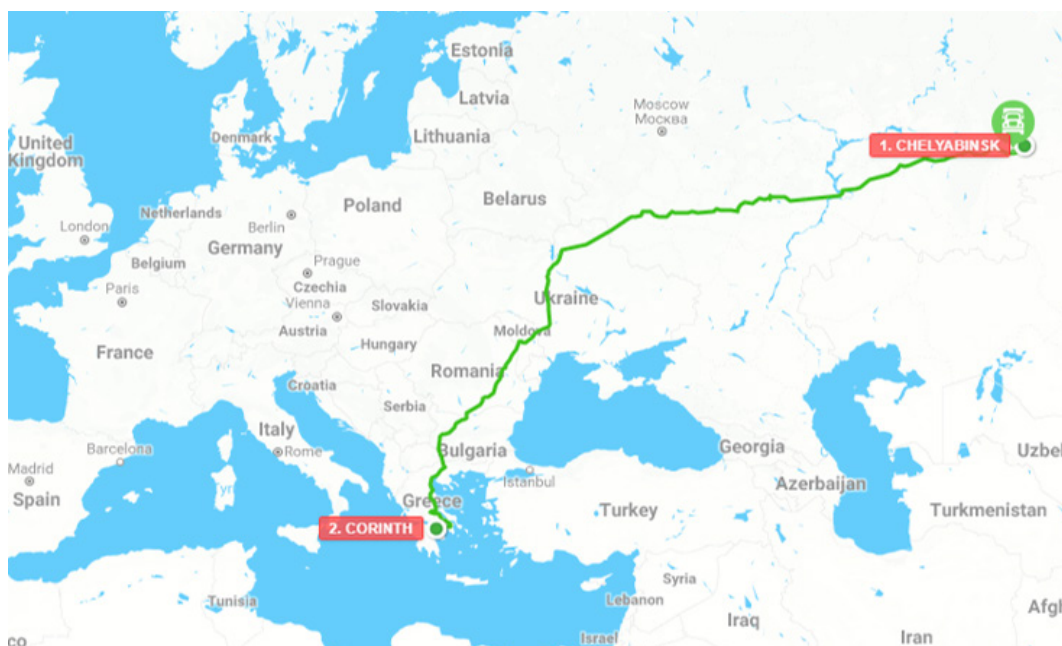 Estonia
Latvia
Moscow
Москва
Lithuania
United
Kingdom
Denmark
1. CHELYABINSK
Belarus
Netherlands
Poland
Berlin
London
Germany
Belgium
Prague
Paris
Czechia
Vienna
Slovakia
Ukraine
Austria
Moldova
France
Hungary
Romania
Croatia
Serbia
Italy
Barcelona
Rome
Bulgaria
Georgia
Uzbe
Madrid
Istanbul
Azerbaijan
Spain
Greece
Turkey
Turkmenistan
2. CORINTH
Syria
Tunisia
Lebanon
Afgh
Iraq
Israel
Iran
co